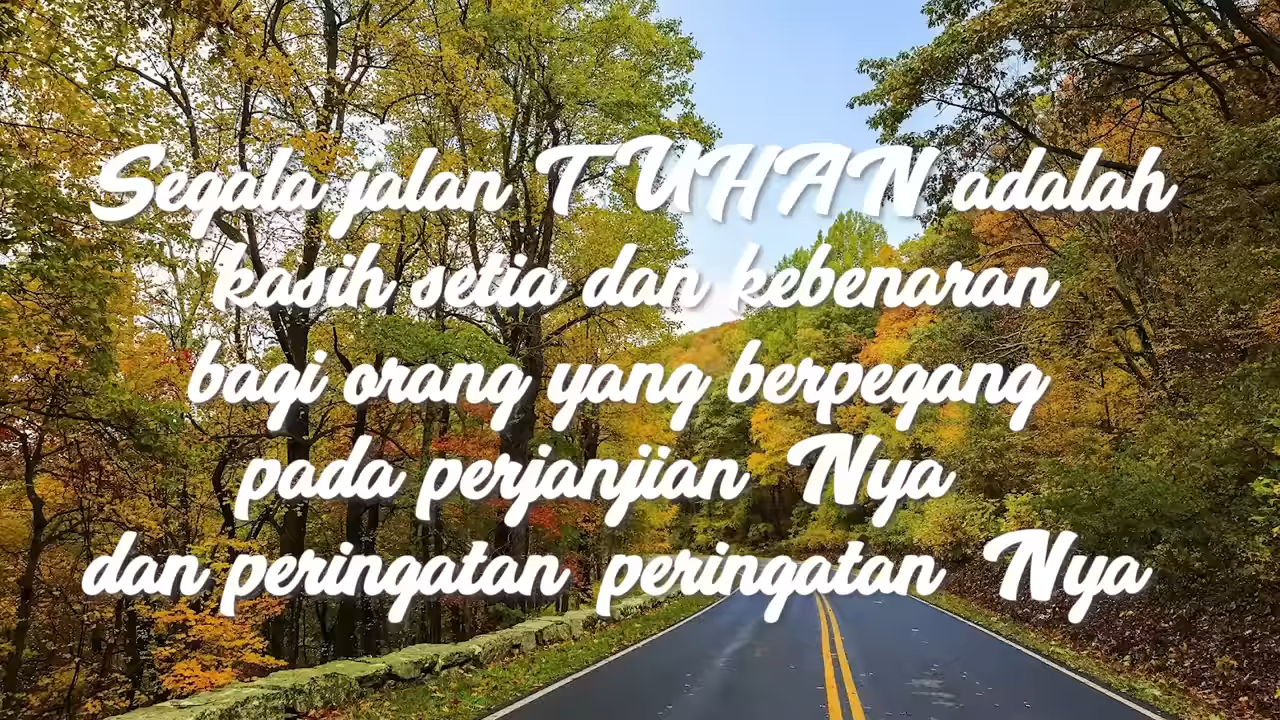 Segala jalan TUHAN adalah
kasih setia dan kebenaran
bagi orang yang berpegang
pada perjanjian Nya
dan peringatan peringatan Nya